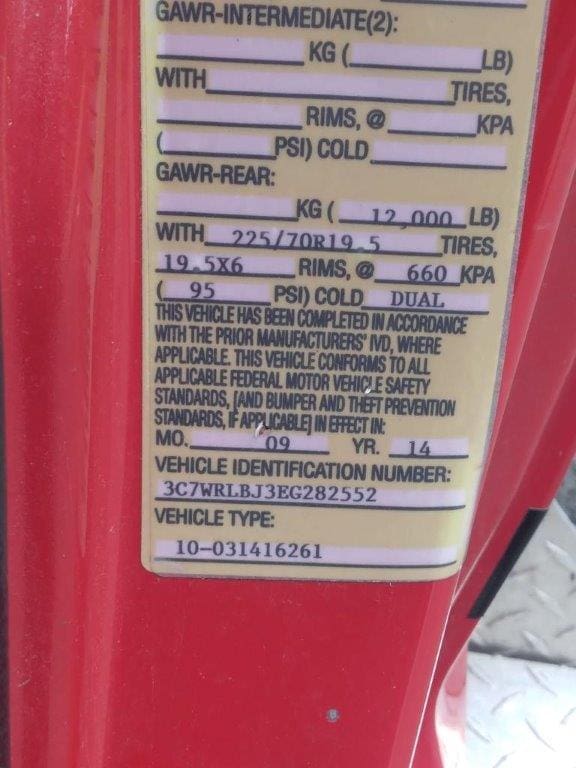 GAWR-INTERMEDIATE(2):
KG ( LB)
WITH TIRES,
RIMS, @ KPA
( PSI) COLD
GAWR-REAR:
KG ( 12,000 LB)
WITH 225/70R19.5 TIRES,
19.5X6 RIMS, @ 660 KPA
( 95 PSI) COLD DUAL
THIS VEHICLE HAS BEEN COMPLETED IN ACCORDANCE
WITH THE PRIOR MANUFACTURERS' IVD, WHERE
APPLICABLE. THIS VEHICLE CONFORMS TO ALL
APPLICABLE FEDERAL MOTOR VEHICLE SAFETY
STANDARDS, [AND BUMPER AND THEFT PREVENTION
STANDARDS, IF APPLICABLE] IN EFFECT IN:
MO. 09 YR. 14
VEHICLE IDENTIFICATION NUMBER:
3C7WRLBJ3EG282552
VEHICLE TYPE:
10-031416261